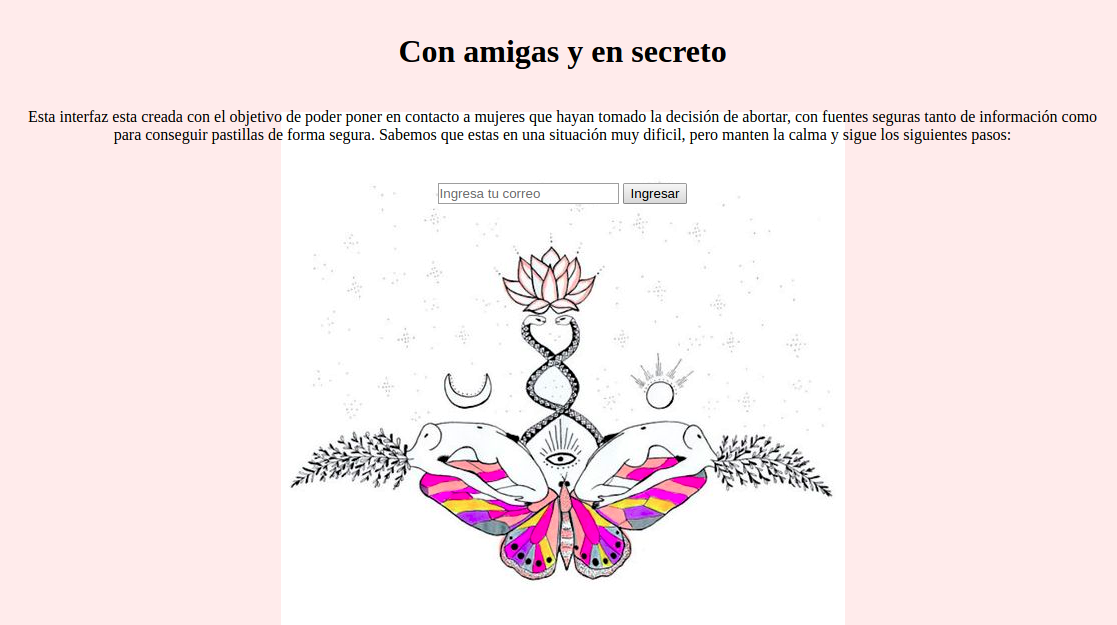 Con amigas y en secreto
Esta interfaz esta creada con el objetivo de poder poner en contacto a mujeres que hayan tomado la decisión de abortar, con fuentes seguras tanto de información como
para conseguir pastillas de forma segura. Sabemos que estas en una situación muy dificil, pero manten la calma y sigue los siguientes pasos:
Ingresa tu correo Ingresar